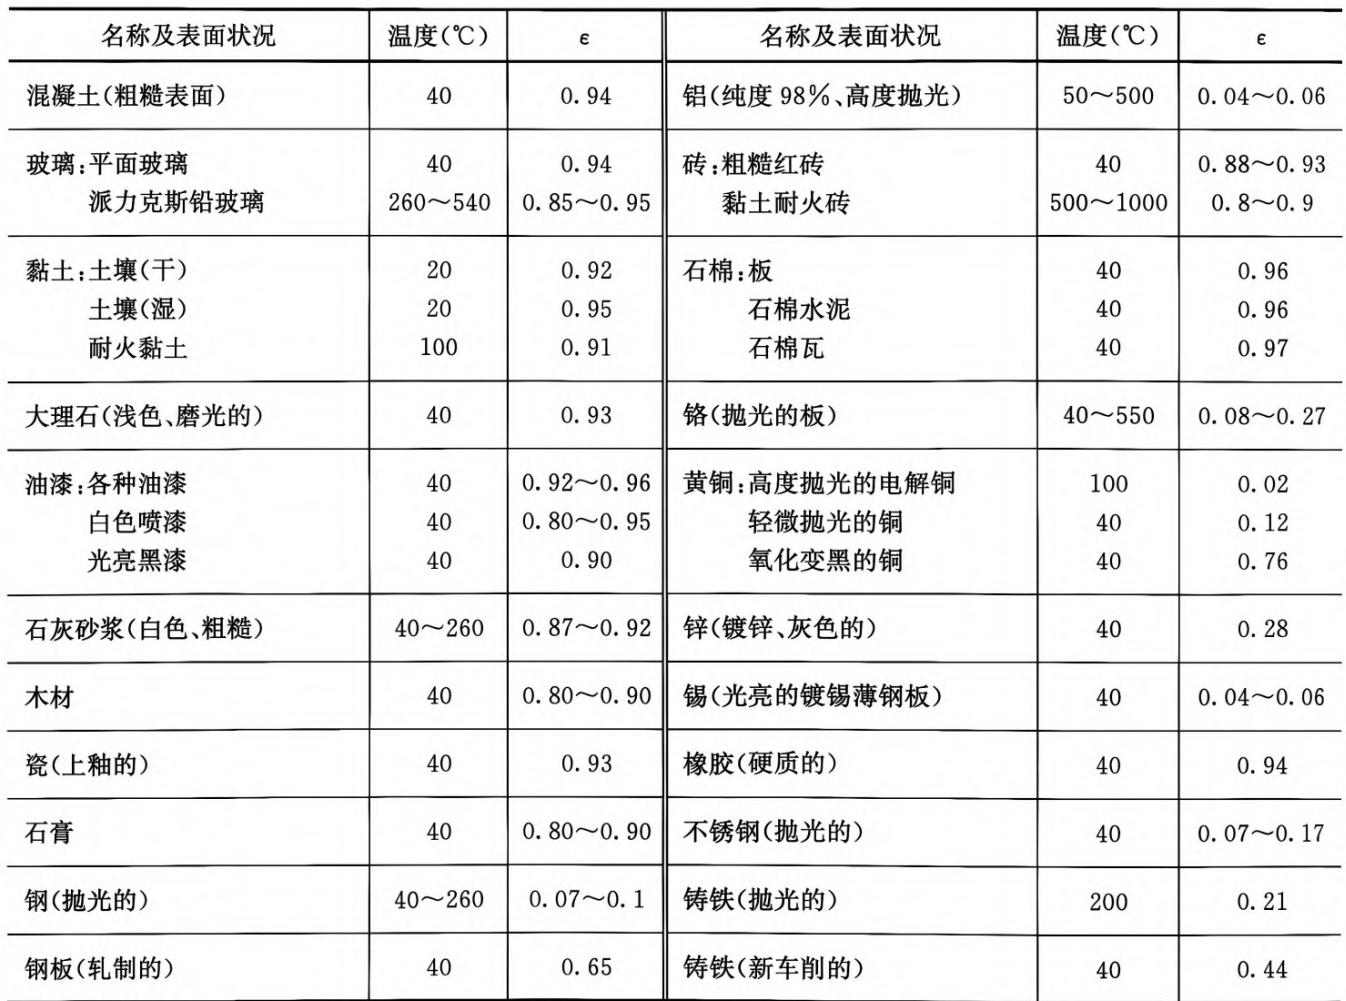 名称及表面状况 温度(℃) ε 名称及表面状况 温度(℃) ε
混凝土(粗糙表面) 40 0.94 铝(纯度 98%、高度抛光) 50～500 0.04～0.06
玻璃:平面玻璃 40 0.94 砖:粗糙红砖 40 0.88～0.93
派力克斯铅玻璃 260～540 0.85～0.95 黏土耐火砖 500～1000 0.8～0.9
黏土:土壤(干) 20 0.92 石棉:板 40 0.96
土壤(湿) 20 0.95 石棉水泥 40 0.96
耐火黏土 100 0.91 石棉瓦 40 0.97
大理石(浅色、磨光的) 40 0.93 铬(抛光的板) 40～550 0.08～0.27
油漆:各种油漆 40 0.92～0.96 黄铜:高度抛光的电解铜 100 0.02
白色喷漆 40 0.80～0.95 轻微抛光的铜 40 0.12
光亮黑漆 40 0.90 氧化变黑的铜 40 0.76
石灰砂浆(白色、粗糙) 40～260 0.87～0.92 锌(镀锌、灰色的) 40 0.28
木材 40 0.80～0.90 锡(光亮的镀锡薄钢板) 40 0.04～0.06
瓷(上釉的) 40 0.93 橡胶(硬质的) 40 0.94
石膏 40 0.80～0.90 不锈钢(抛光的) 40 0.07～0.17
钢(抛光的) 40～260 0.07～0.1 铸铁(抛光的) 200 0.21
钢板(轧制的) 40 0.65 铸铁(新车削的) 40 0.44